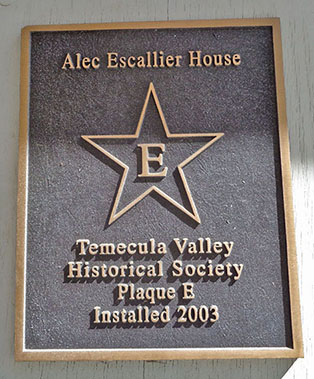 Alec Escallier House
E
Temecula Valley
Historical Society
Plaque E
Installed 2003